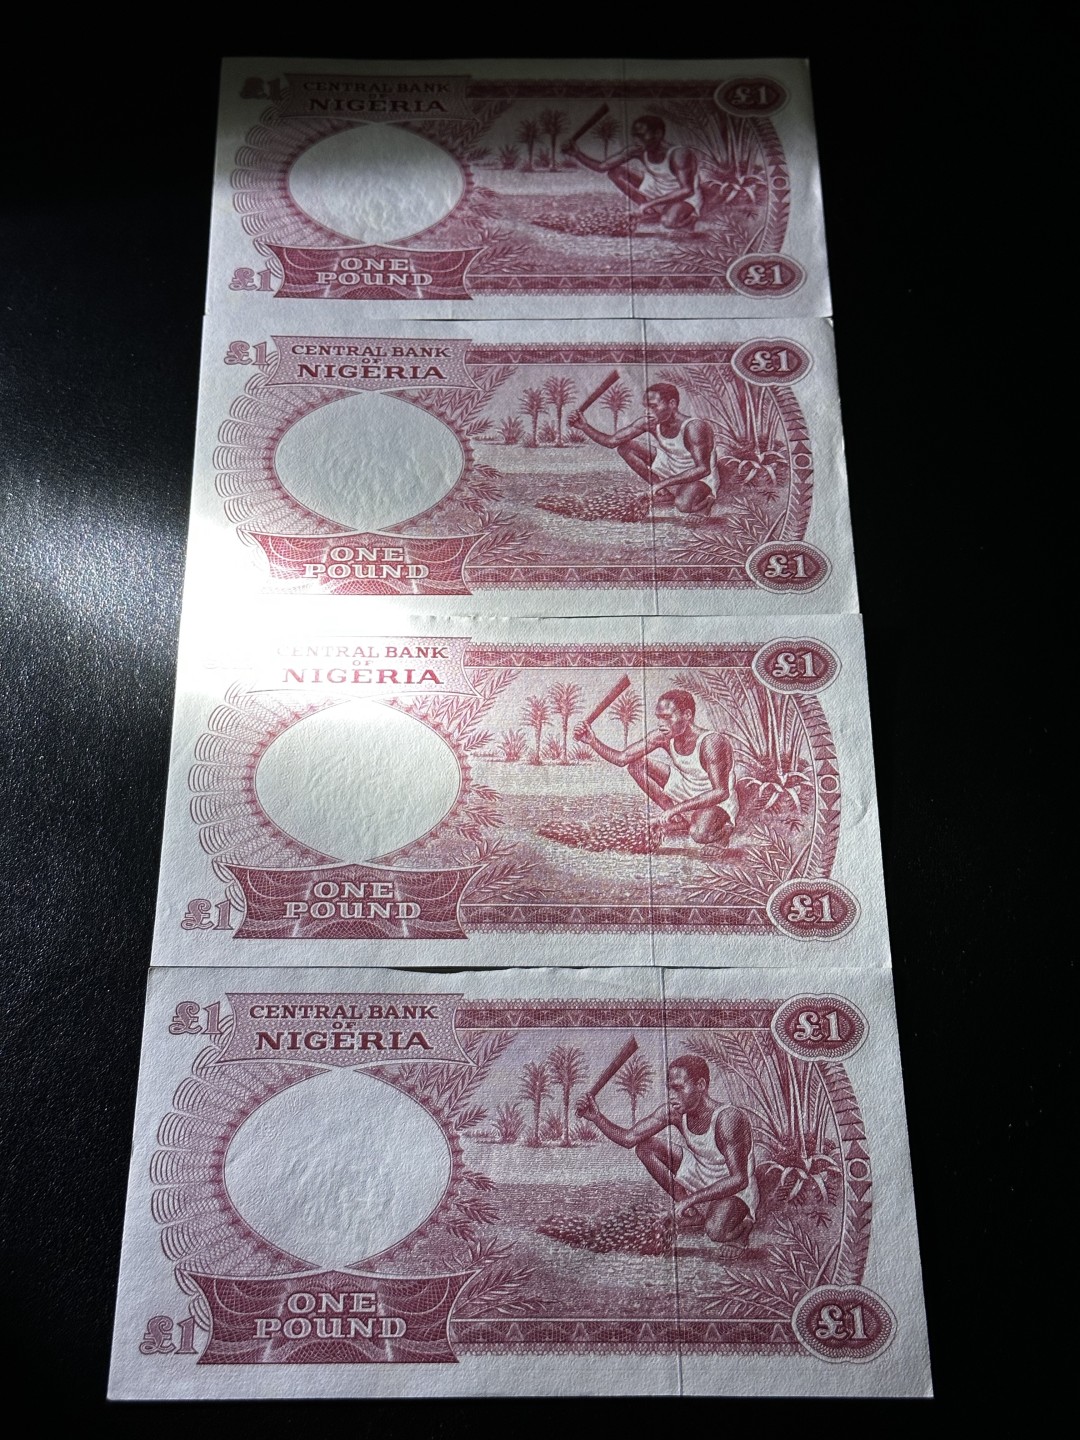 £1 CENTRAL BANK £1
OF
NIGERIA
£1 ONE £1
POUND
£1 CENTRAL BANK £1
OF
NIGERIA
ONE £1
POUND
CENTRAL BANK £1
OF
NIGERIA
£1 ONE £1
POUND
£1 CENTRAL BANK £1
OF
NIGERIA
£1 ONE £1
POUND